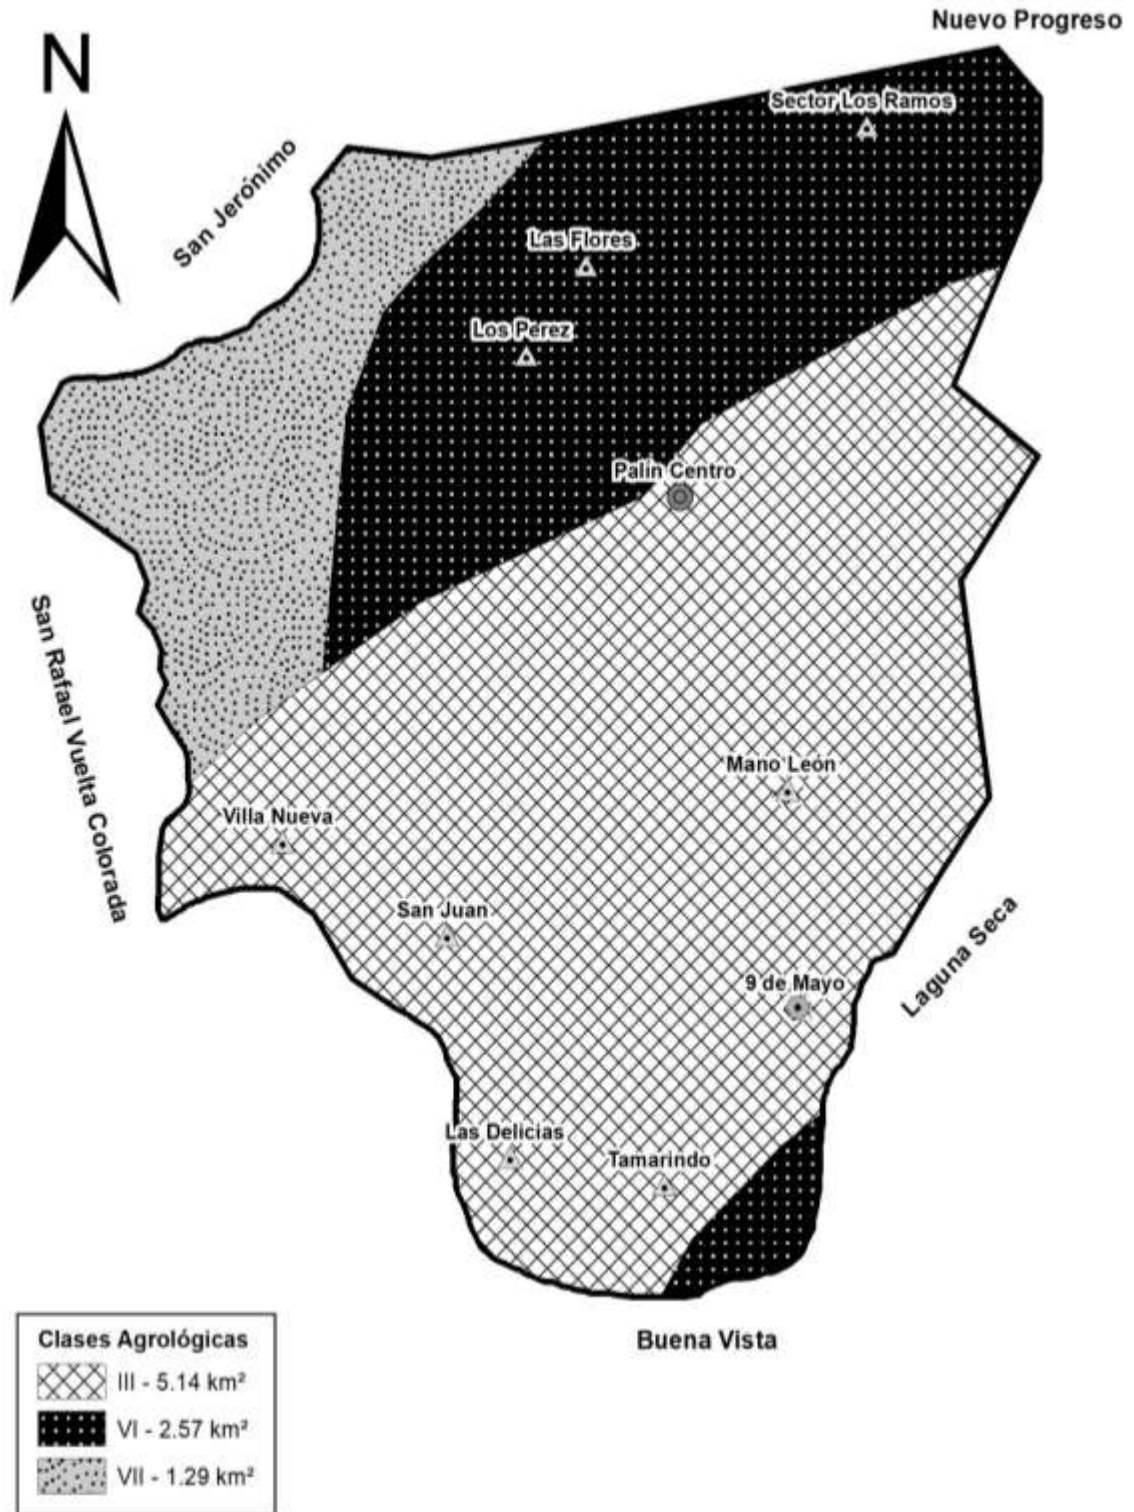 Nuevo Progreso
N
Sector Los Ramos
San Jerónimo
Las Flores
Los Perez
Palín Centro
San Rafael Vuelta Colorada
Mano León
Villa Nueva
San Juan
9 de Mayo
Laguna Seca
Las Delicias
Tamarindo
Buena Vista
Clases Agrológicas
III - 5.14 km²
VI - 2.57 km²
VII - 1.29 km²